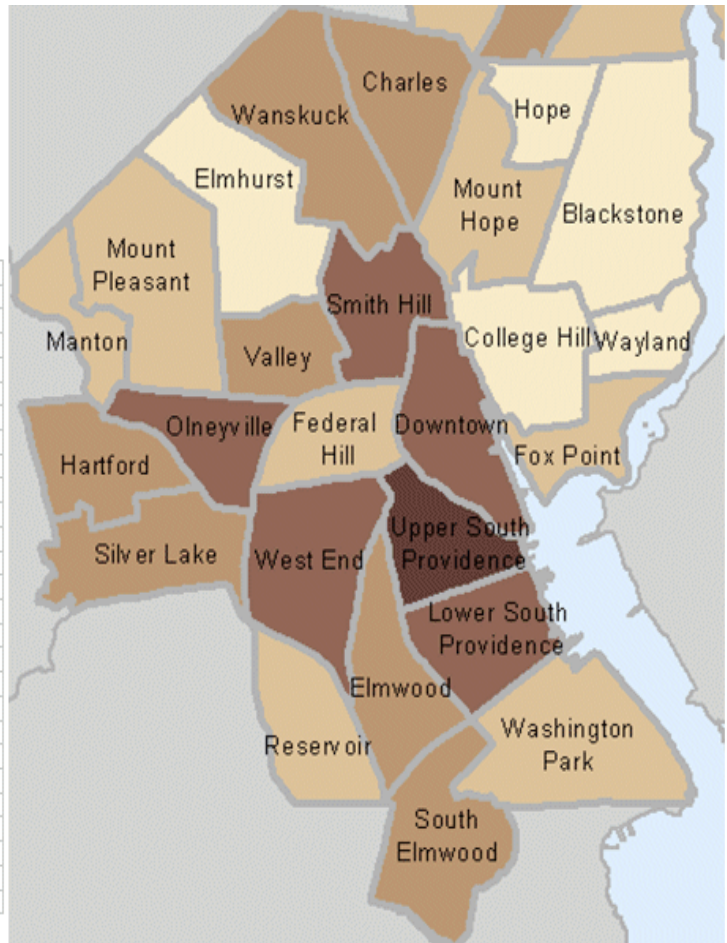 Charles
Wanskuck
Hope
Elmhurst
Mount
Hope
Blackstone
Mount
Pleasant
Smith Hill
College Hill
Wayland
Manton
Valley
Olneyville
Federal
Hill
Downtown
Fox Point
Hartford
Upper South
Providence
Silver Lake
West End
Lower South
Providence
Elmwood
Washington
Park
Reservoir
South
Elmwood